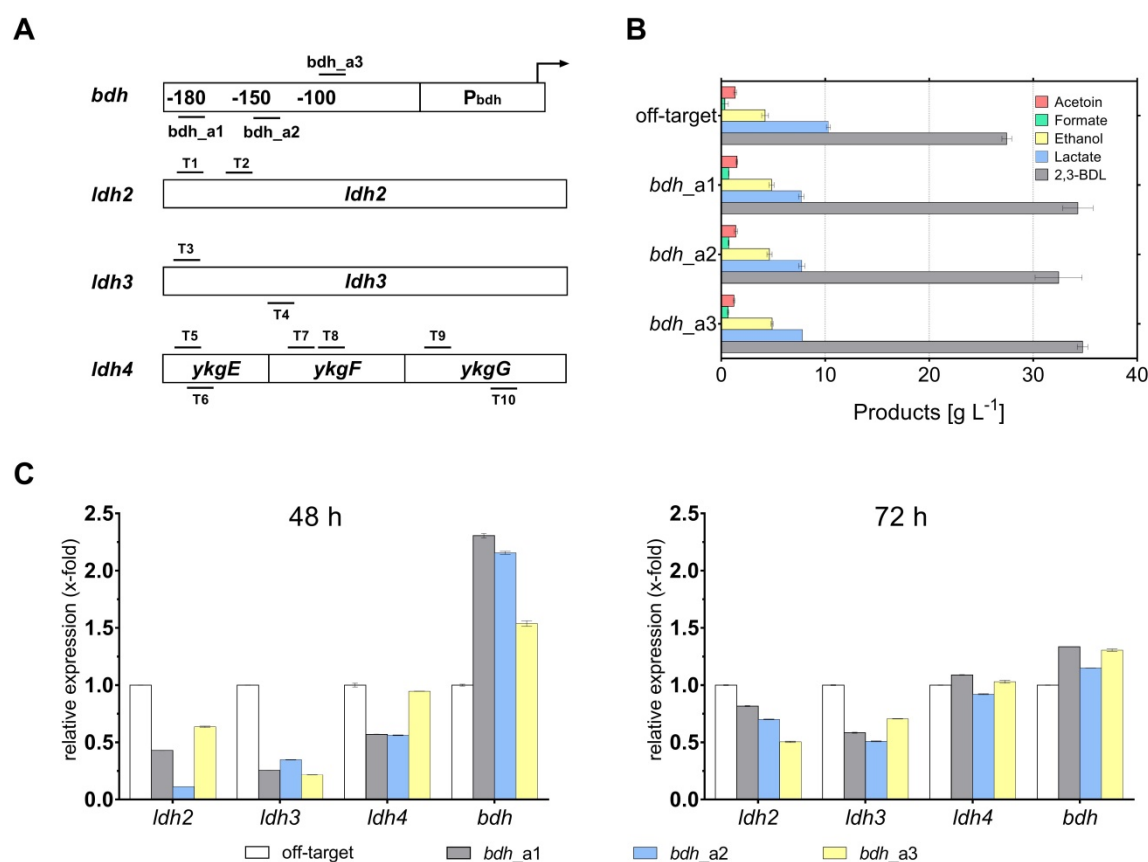 A
bdh_a3
bdh
-180 -150 -100 Pbdh
bdh_a1 bdh_a2
T1 T2
ldh2 ldh2
T3
ldh3 ldh3
T4
T5 T7 T8 T9
ldh4 ykgE ykgF ykgG
T6 T10
B
off-target
bdh_a1
bdh_a2
bdh_a3
Acetoin
Formate
Ethanol
Lactate
2,3-BDL
0 10 20 30 40
Products [g L⁻¹]
C
48 h
relative expression (x-fold)
2.5
2.0
1.5
1.0
0.5
0.0
ldh2 ldh3 ldh4 bdh
72 h
relative expression (x-fold)
2.5
2.0
1.5
1.0
0.5
0.0
ldh2 ldh3 ldh4 bdh
off-target bdh_a1 bdh_a2 bdh_a3